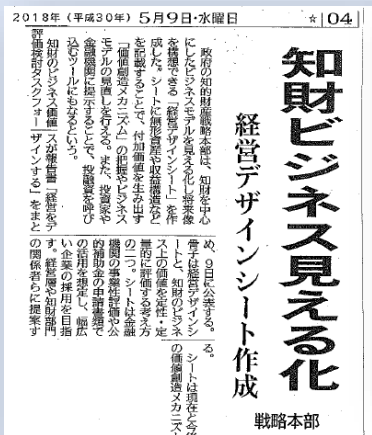 2018年(平成30年)5月9日・水曜日
☆
04
知財ビジネス見える化
経営デザインシート作成
戦略本部
政府の知的財産戦略本部は、知財を中心
にしたビジネスモデルを見える化し将来像
を構想できる「経営デザインシート」を作
成した。シートに無形資産や収益構造など
を記載することで、付加価値を生み出す
「価値創造メカニズム」の把握やビジネス
モデルの見直しを行える。また、投資家や
金融機関に提示することで、投融資を呼び
込むツールにもなるという。
知財のビジネス価値
評価検討タスクフォー
スが報告書「経営をデ
ザインする」をまと
め、9日に公表する。
骨子は経営デザインシ
ートと、知財のビジネ
ス上の価値を定性・定
量的に評価する考え方
の二つ。シートは金融
機関の事業性評価や公
的補助金の申請書類で
の活用を想定し、幅広
い企業の採用を目指
す。経営層や知財部門
の関係者らに提案す
る。
シートは現在と今後
の価値創造メカニズム